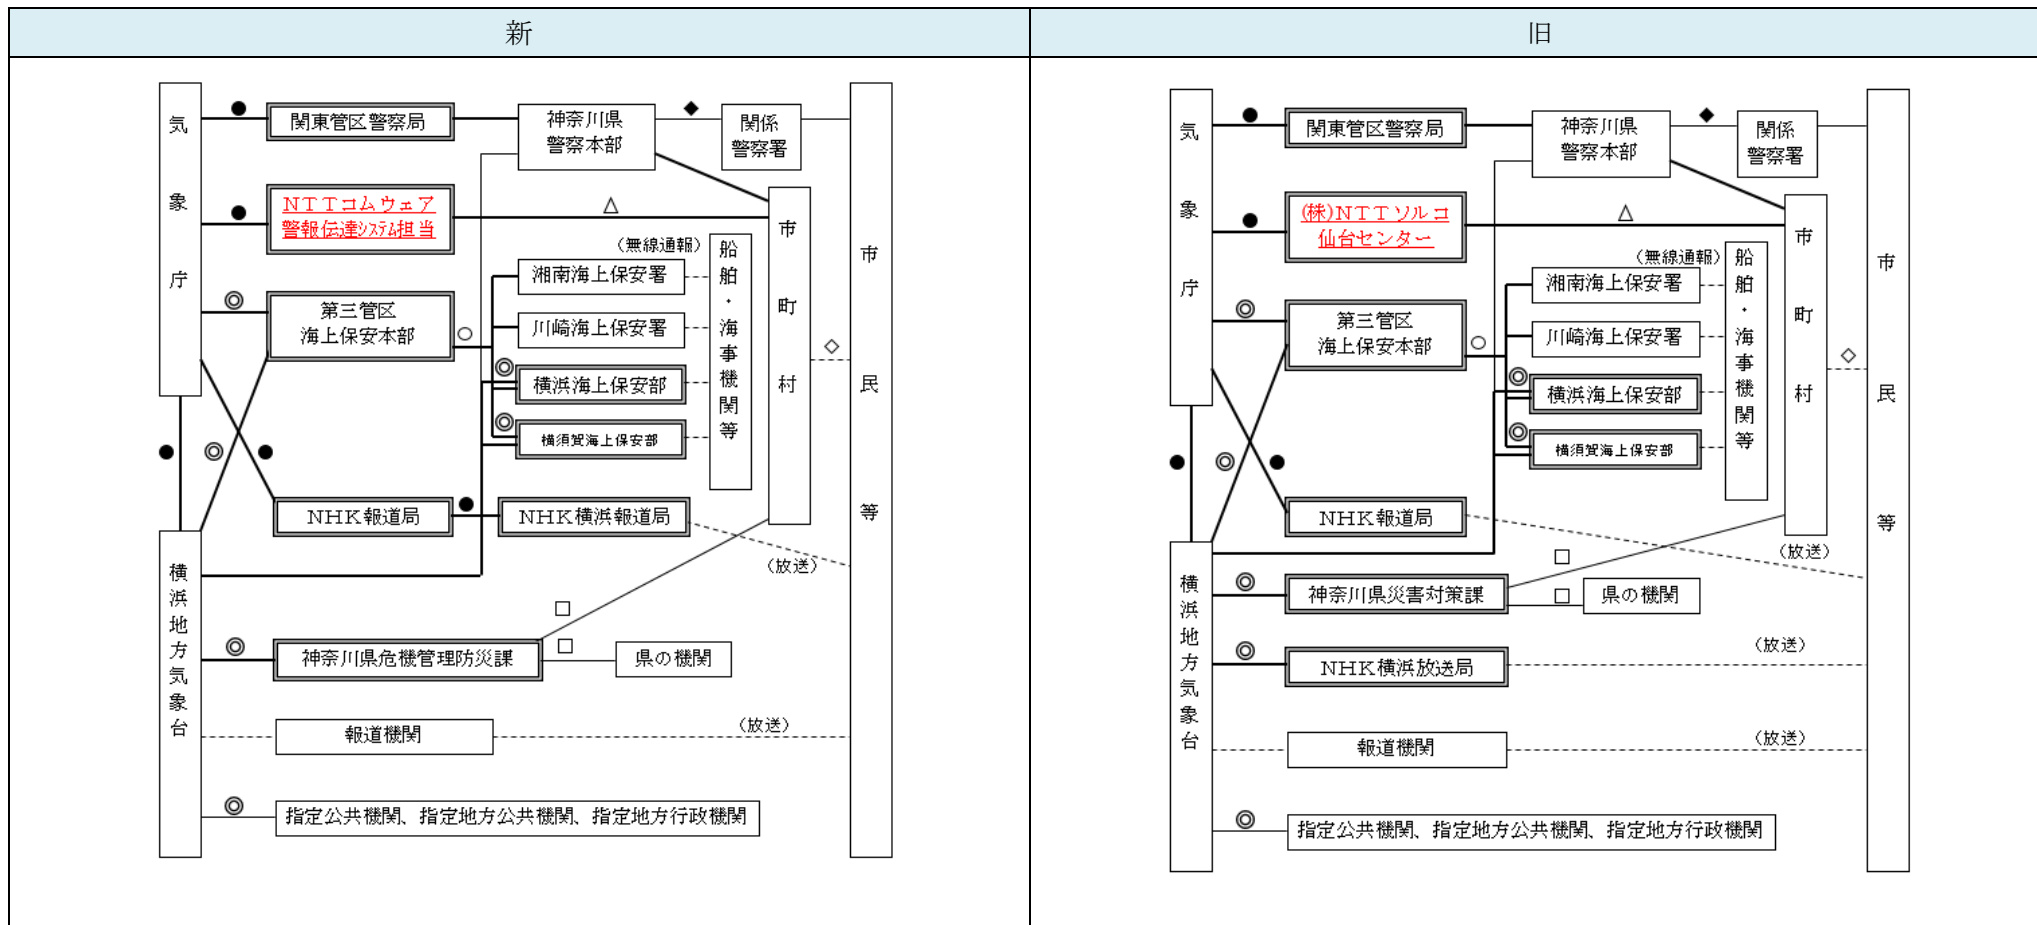 新
気象庁
● 関東管区警察局
神奈川県
警察本部
◆
関係
警察署
● NTTコムウェア
警報伝達ｼｽﾃﾑ担当
△
◎ 第三管区
海上保安本部
○
(無線通報)
湘南海上保安署
川崎海上保安署
◎ 横浜海上保安部
◎ 横須賀海上保安部
船舶・海事機関等
市町村
◇
市民等
● ◎ ●
NHK報道局
● NHK横浜報道局
(放送)
横浜地方気象台
□
□
◎ 神奈川県危機管理防災課
県の機関
報道機関
(放送)
◎ 指定公共機関、指定地方公共機関、指定地方行政機関
旧
気象庁
● 関東管区警察局
神奈川県
警察本部
◆
関係
警察署
● (株)NTTソルコ
仙台センター
△
◎ 第三管区
海上保安本部
○
(無線通報)
湘南海上保安署
川崎海上保安署
◎ 横浜海上保安部
◎ 横須賀海上保安部
船舶・海事機関等
市町村
◇
市民等
● ◎ ●
NHK報道局
(放送)
横浜地方気象台
□
□
◎ 神奈川県災害対策課
県の機関
◎ NHK横浜放送局
(放送)
報道機関
(放送)
◎ 指定公共機関、指定地方公共機関、指定地方行政機関